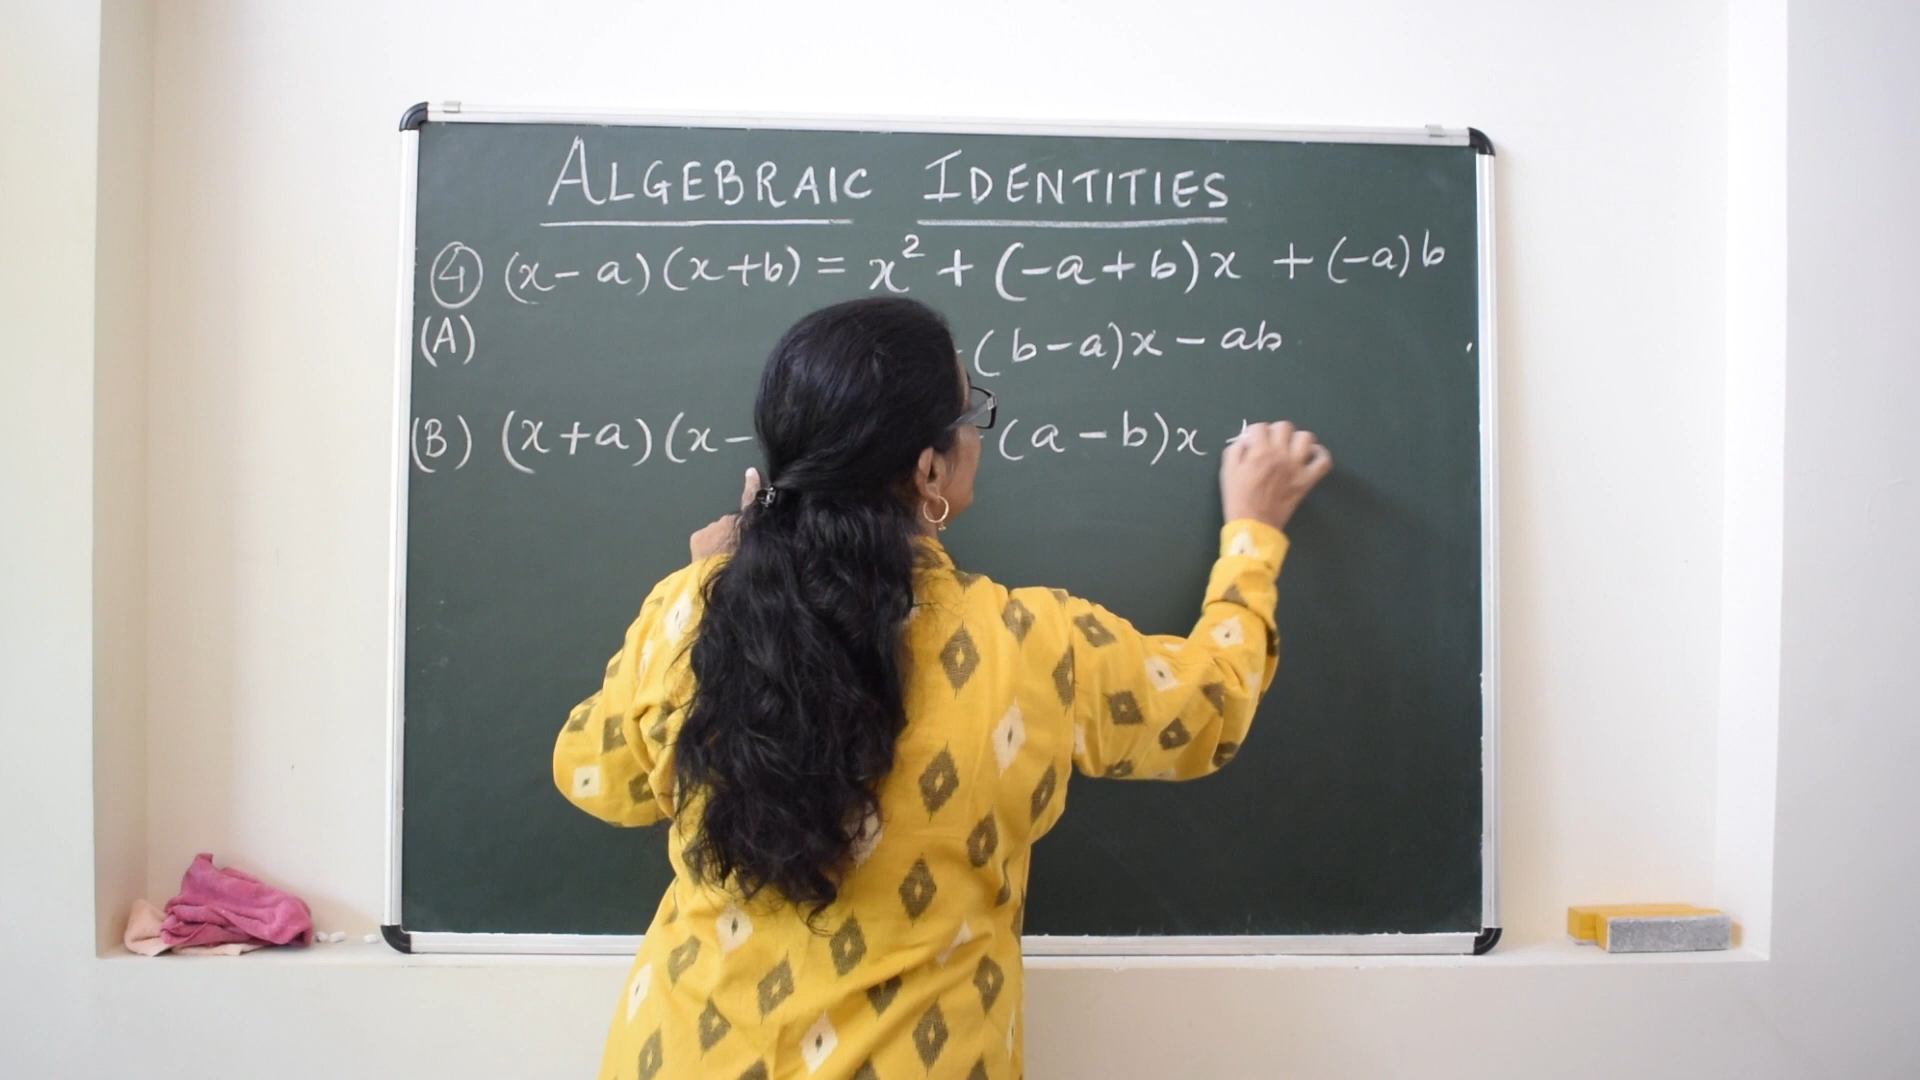 ALGEBRAIC IDENTITIES
④ (x-a)(x+b) = x² + (-a+b)x + (-a)b
(A) (b-a)x - ab
(B) (x+a)(x- (a-b)x +